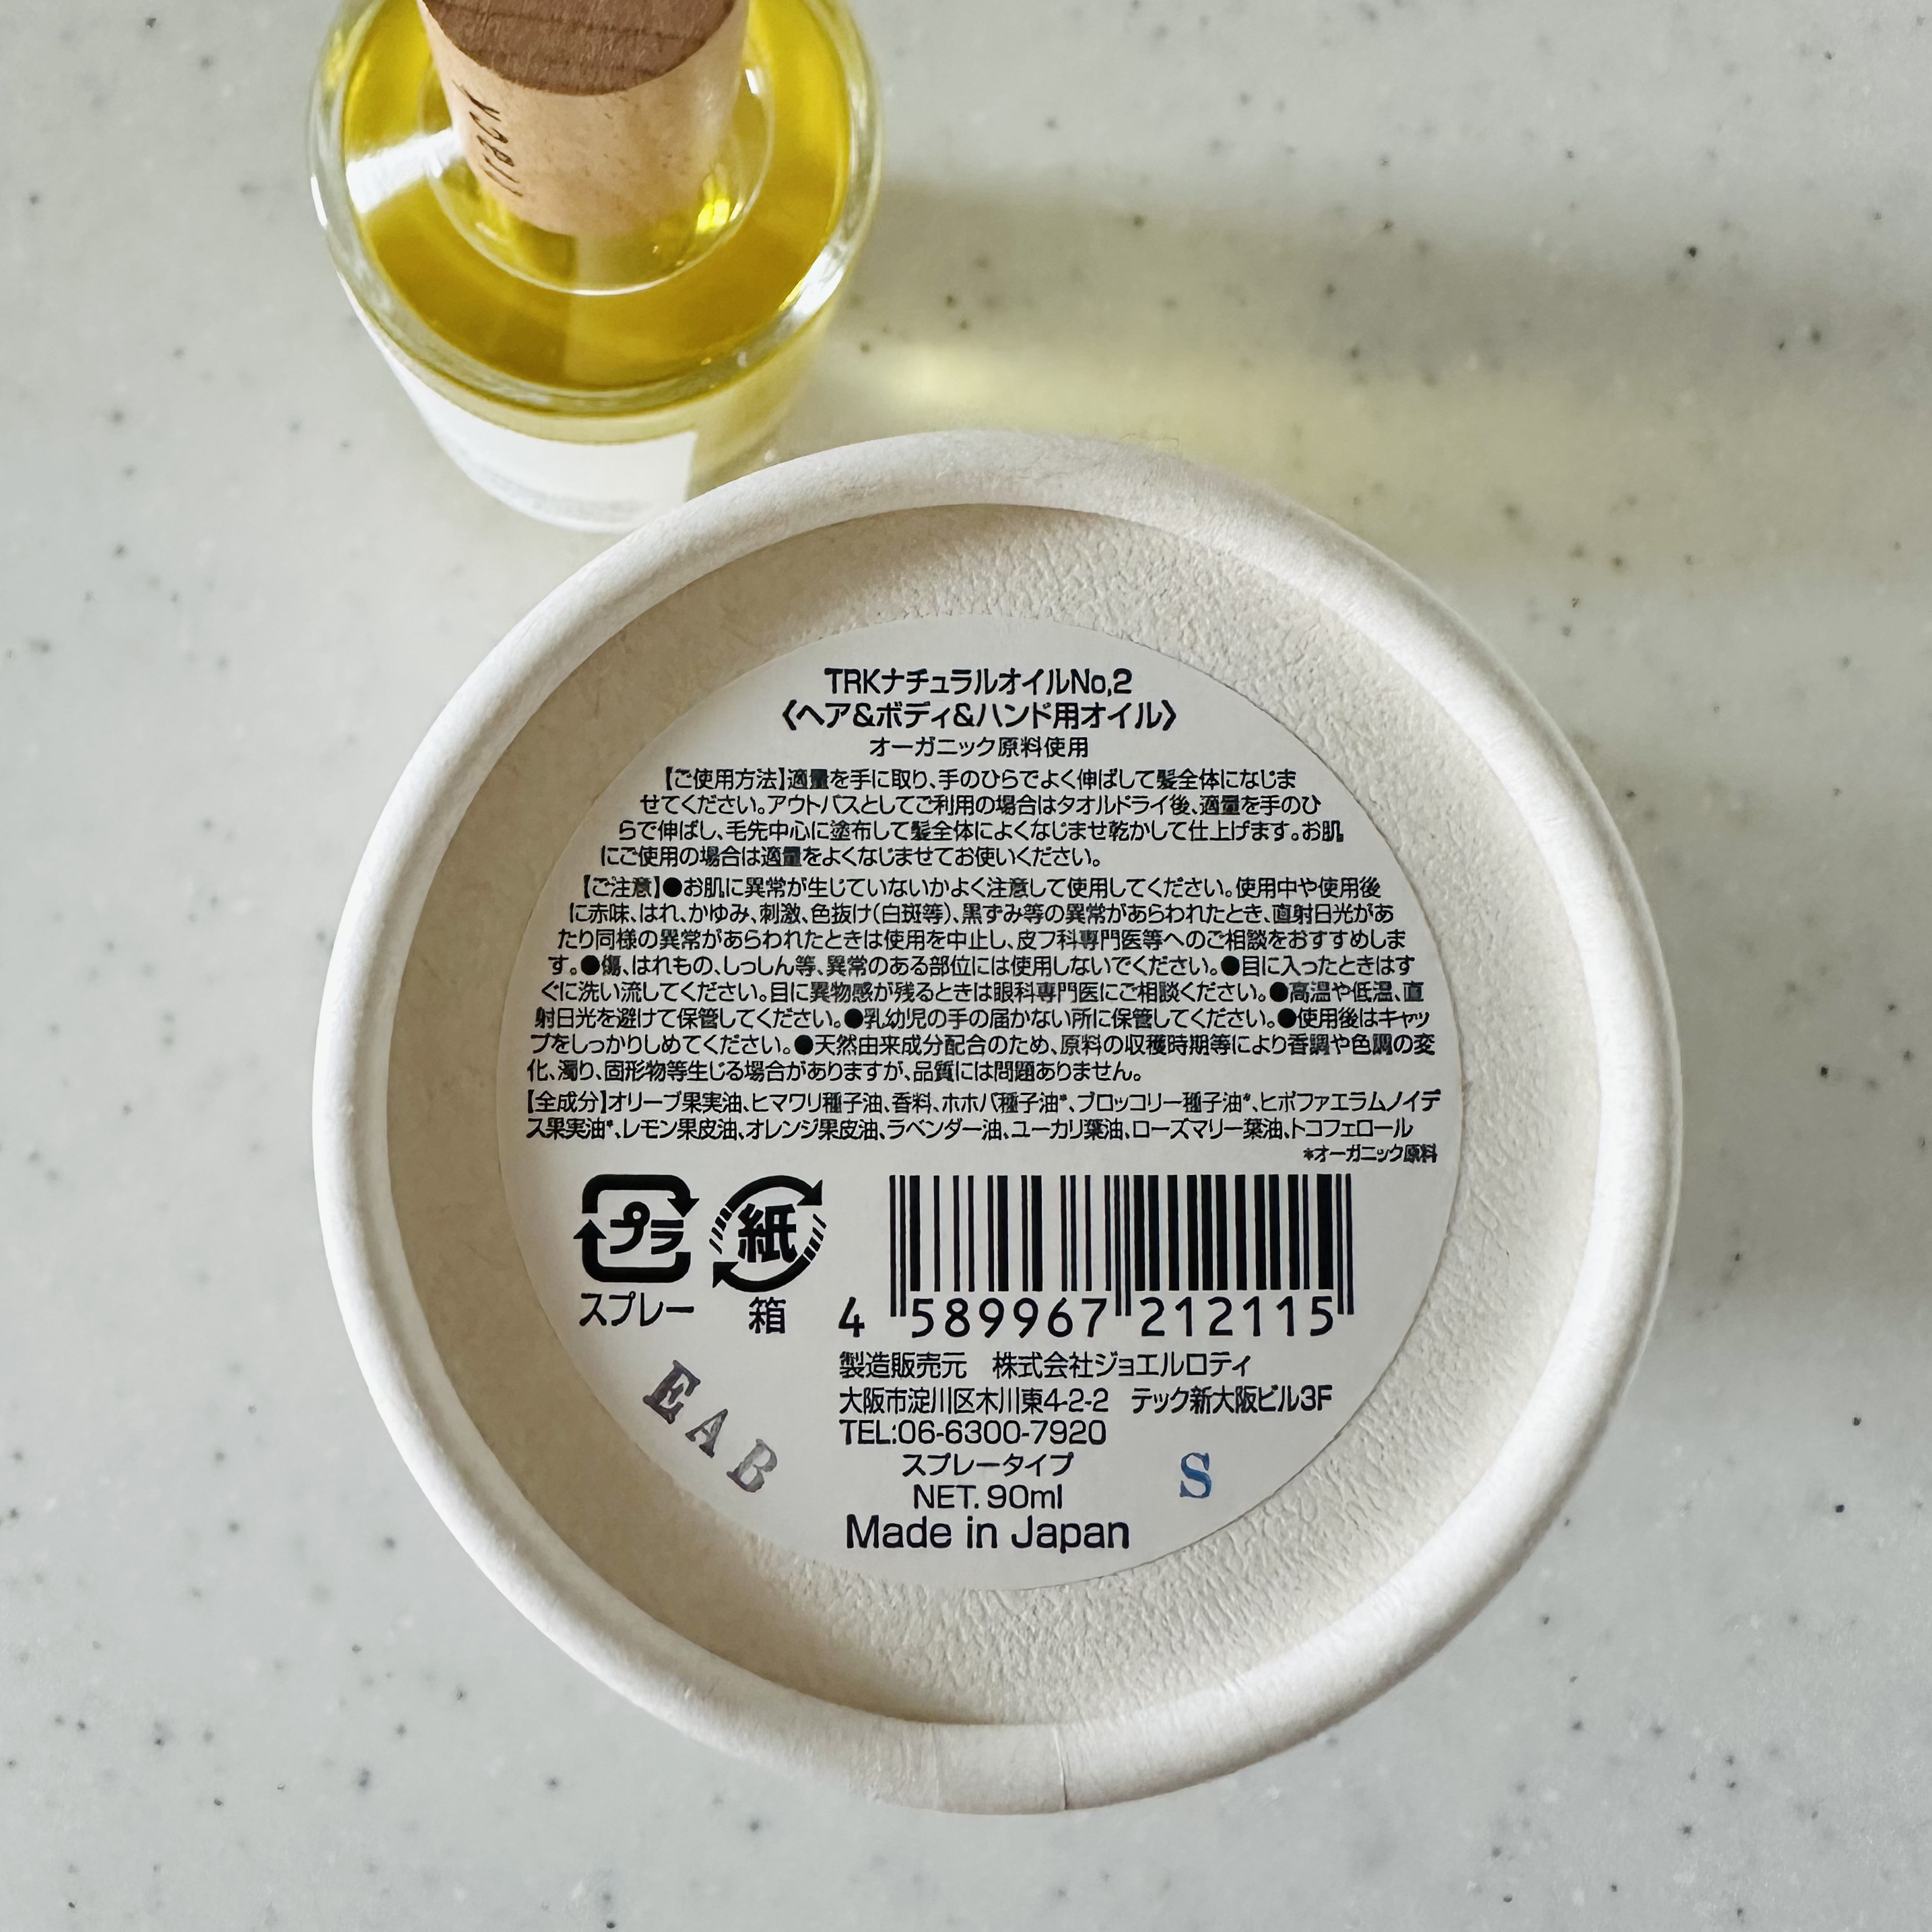 TRACK
TRKナチュラルオイルNo,2
〈ヘア&ボディ&ハンド用オイル〉
オーガニック原料使用
【ご使用方法】適量を手に取り、手のひらでよく伸ばして髪全体になじま
せてください。アウトバスとしてご利用の場合はタオルドライ後、適量を手のひ
らで伸ばし、毛先中心に塗布して髪全体によくなじませ乾かして仕上げます。お肌
にご使用の場合は適量をよくなじませてお使いください。
【ご注意】●お肌に異常が生じていないかよく注意して使用してください。使用中や使用後
に赤味、はれ、かゆみ、刺激、色抜け(白斑等)、黒ずみ等の異常があらわれたとき、直射日光があ
たり同様の異常があらわれたときは使用を中止し、皮フ科専門医等へのご相談をおすすめしま
す。●傷、はれもの、しっしん等、異常のある部位には使用しないでください。●目に入ったときはす
ぐに洗い流してください。目に異物感が残るときは眼科専門医にご相談ください。●高温や低温、直
射日光を避けて保管してください。●乳幼児の手の届かない所に保管してください。●使用後はキャッ
プをしっかりしめてください。●天然由来成分配合のため、原料の収穫時期等により香調や色調の変
化、濁り、固形物等生じる場合がありますが、品質には問題ありません。
【全成分】オリーブ果実油、ヒマワリ種子油、香料、ホホバ種子油*、ブロッコリー種子油*、ヒポファエラムノイデ
ス果実油*、レモン果皮油、オレンジ果皮油、ラベンダー油、ユーカリ葉油、ローズマリー葉油、トコフェロール
*オーガニック原料
プラ 紙
スプレー 箱
4 589967 212115
製造販売元 株式会社ジョエルロティ
大阪市淀川区木川東4-2-2 テック新大阪ビル3F
TEL:06-6300-7920
スプレータイプ
NET. 90ml
Made in Japan
EAB
S